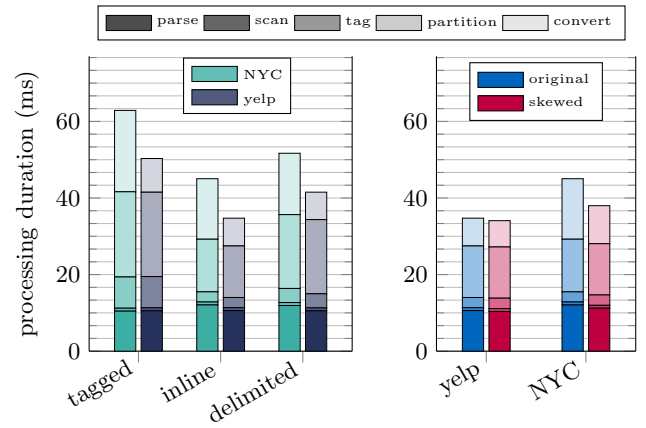 parse scan tag partition convert
processing duration (ms)
60
40
20
0
NYC
yelp
tagged
inline
delimited
60
40
20
0
original
skewed
yelp
NYC